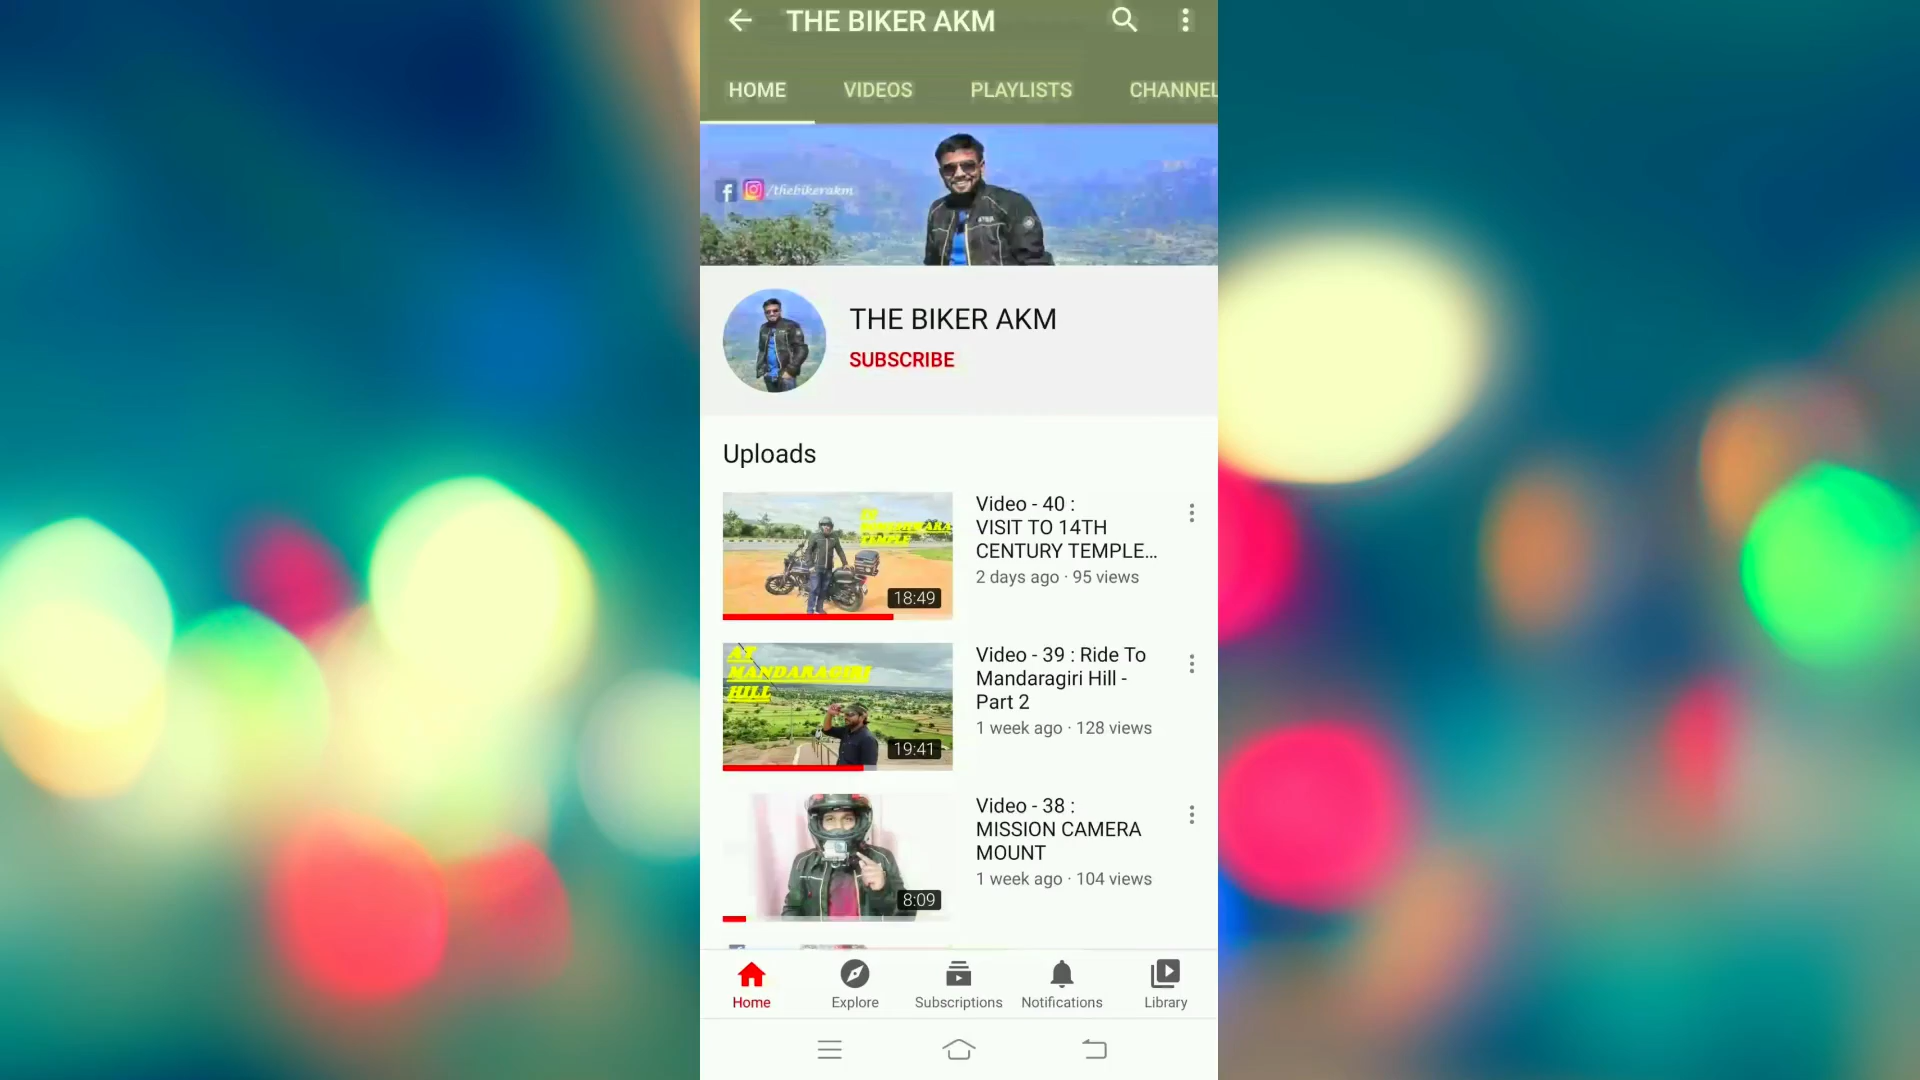 THE BIKER AKM
HOME VIDEOS PLAYLISTS CHANNEL
/thebikerakm
THE BIKER AKM
SUBSCRIBE
Uploads
18:49
Video - 40 :
VISIT TO 14TH
CENTURY TEMPLE...
2 days ago · 95 views
AT
MANDARAGIRI
HILL
19:41
Video - 39 : Ride To
Mandaragiri Hill -
Part 2
1 week ago · 128 views
8:09
Video - 38 :
MISSION CAMERA
MOUNT
1 week ago · 104 views
Home Explore Subscriptions Notifications Library